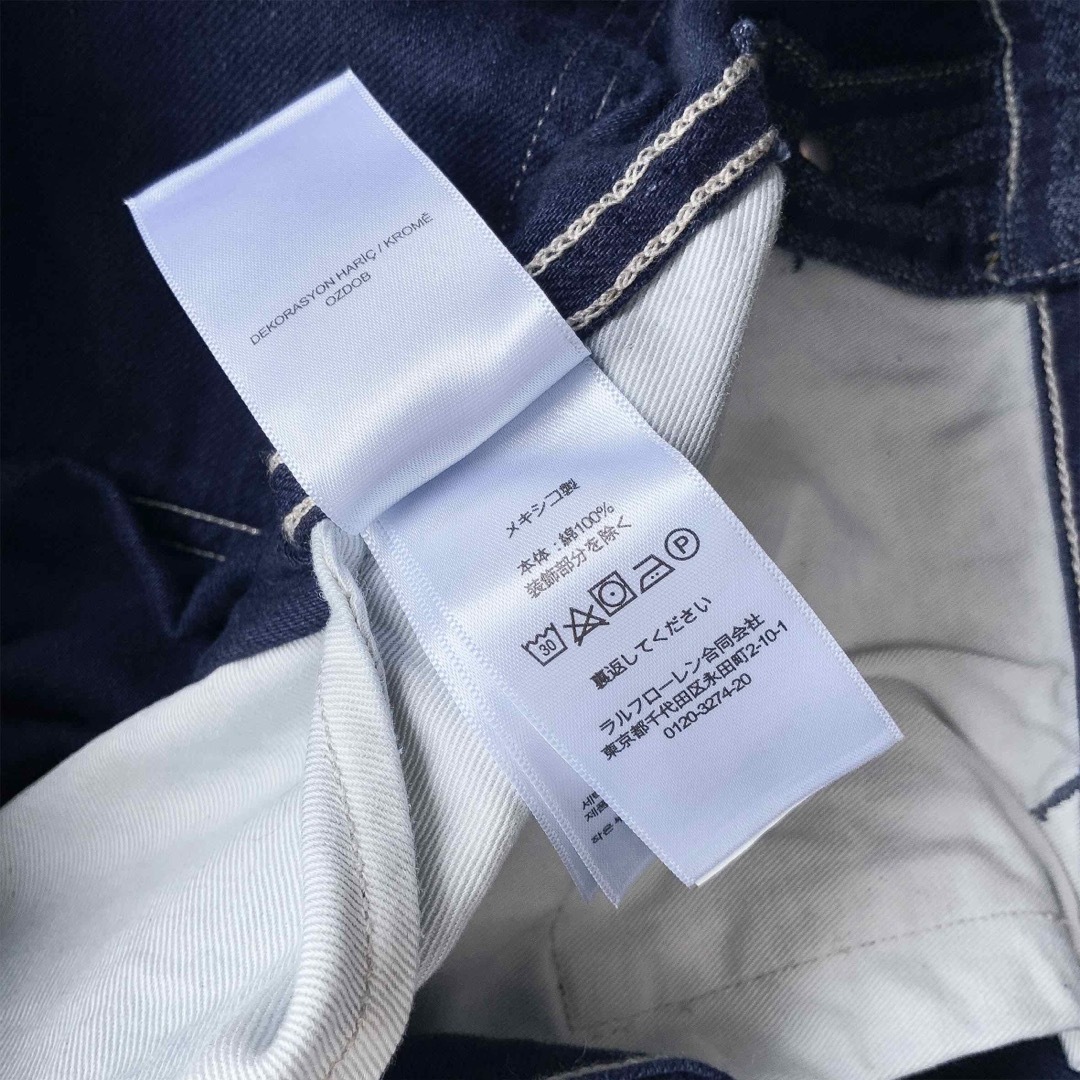 DEKORASYON HARİÇ / KROMĚ
OZDOB
メキシコ製
本体 : 綿100%
装飾部分を除く
30 P
裏返してください
ラルフローレン合同会社
東京都千代田区永田町2-10-1
0120-3274-20